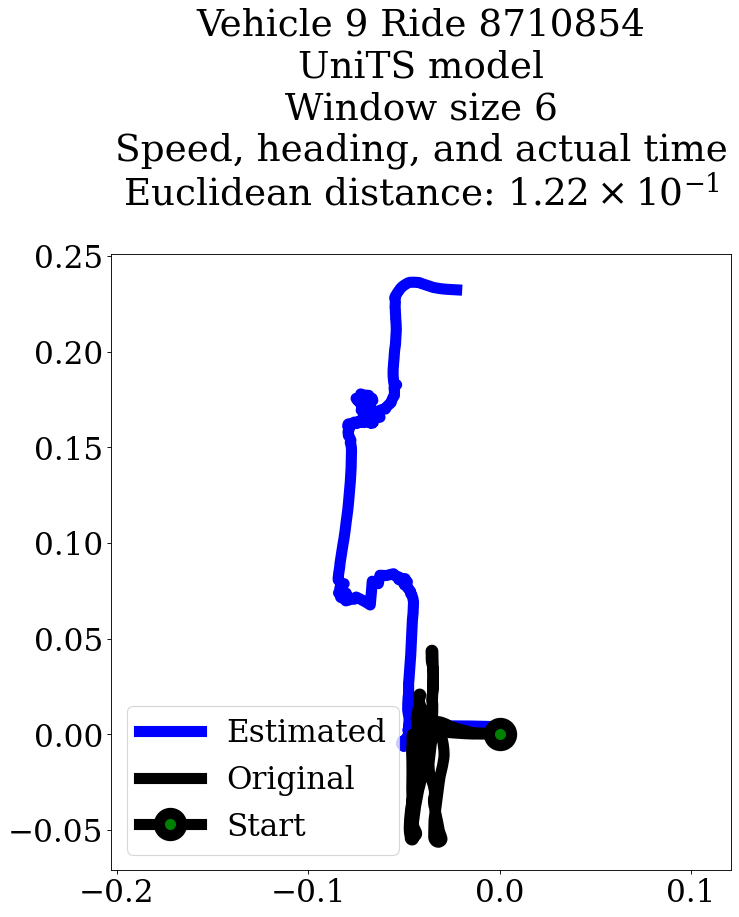 Vehicle 9 Ride 8710854
UniTS model
Window size 6
Speed, heading, and actual time
Euclidean distance: 1.22 × 10⁻¹
0.25
0.20
0.15
0.10
0.05
0.00
−0.05
Estimated
Original
Start
−0.2 −0.1 0.0 0.1